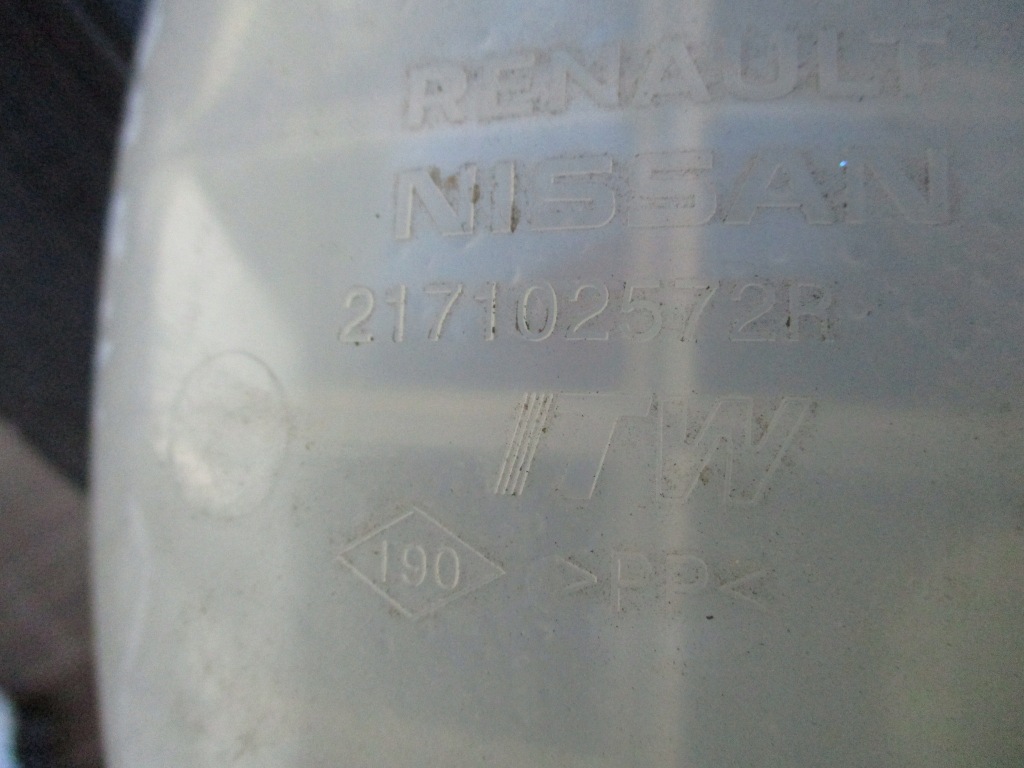 RENAULT
NISSAN
217102572R
ITW
190 >PP<